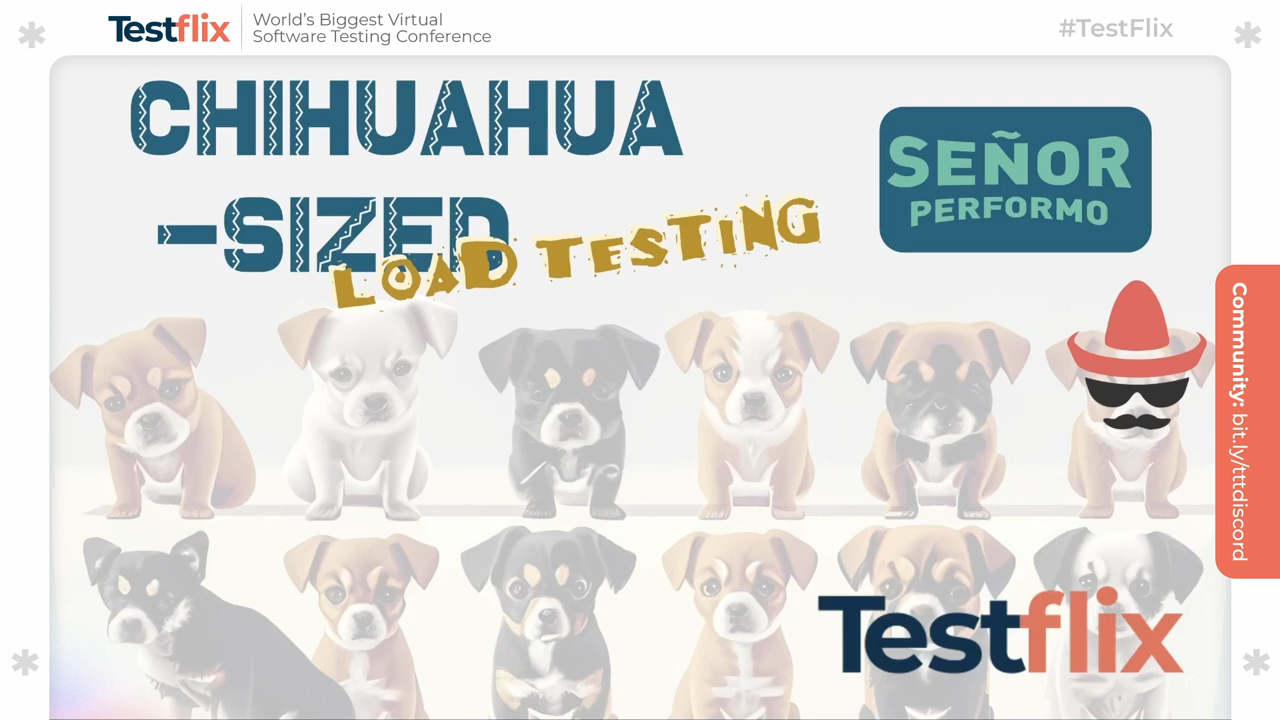 Testflix
World's Biggest Virtual
Software Testing Conference
#TestFlix
CHIHUAHUA
-SIZED
LOAD TESTING
SEÑOR
PERFORMO
Community: bit.ly/tttdiscord
Testflix